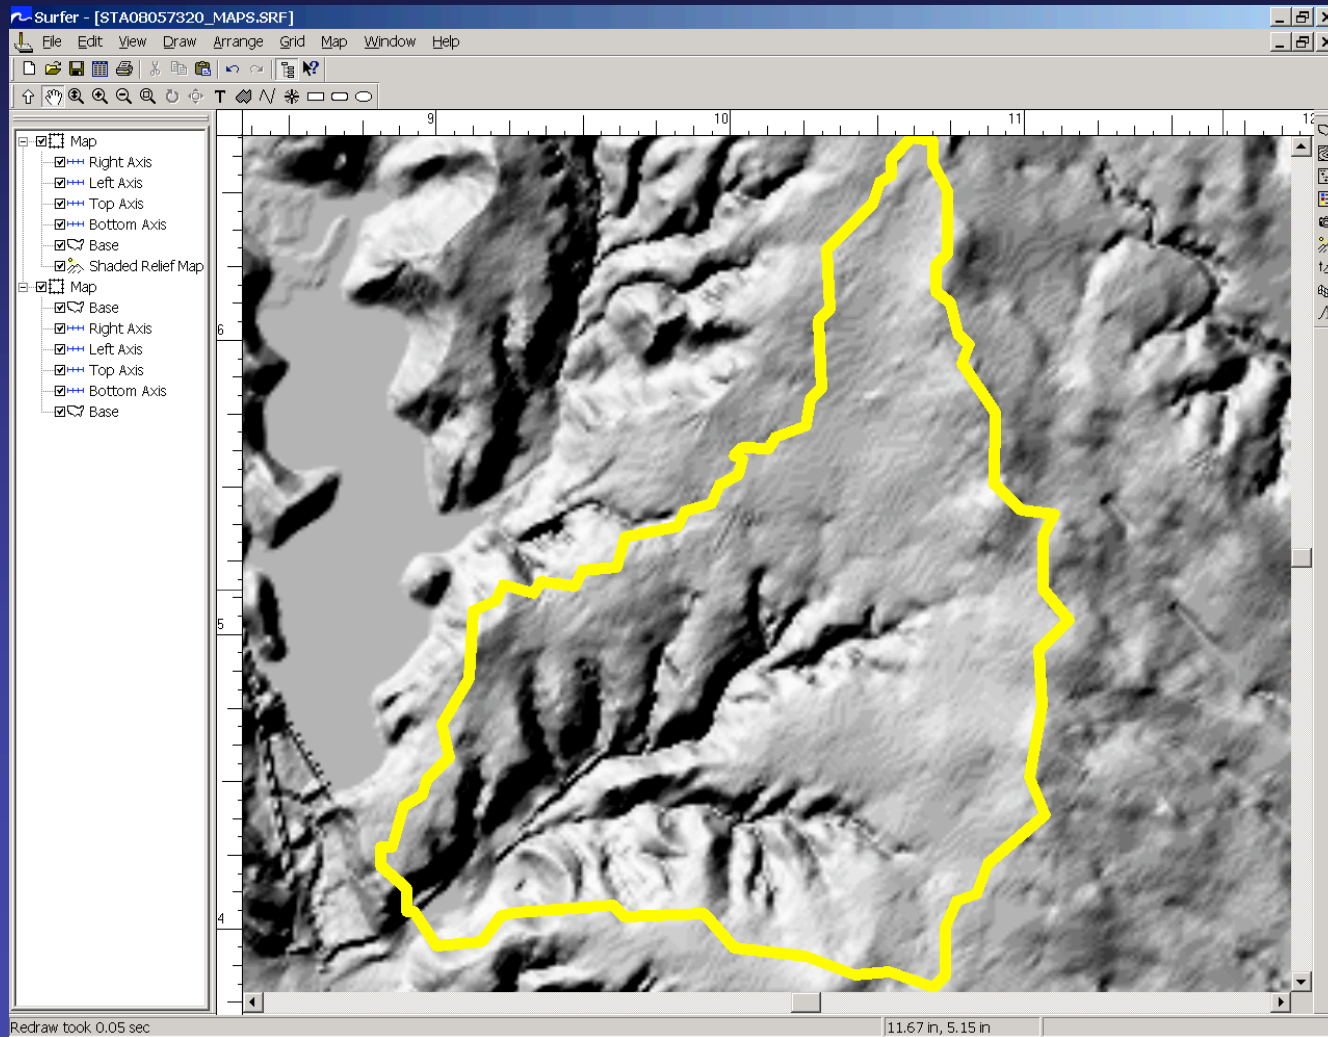 Surfer - [STA08057320_MAPS.SRF]
File Edit View Draw Arrange Grid Map Window Help
T
9 10 11 12
Map
Right Axis
Left Axis
Top Axis
Bottom Axis
Base
Shaded Relief Map
Map
Base
Right Axis
Left Axis
Top Axis
Bottom Axis
Base
6
5
4
Redraw took 0.05 sec
11.67 in, 5.15 in